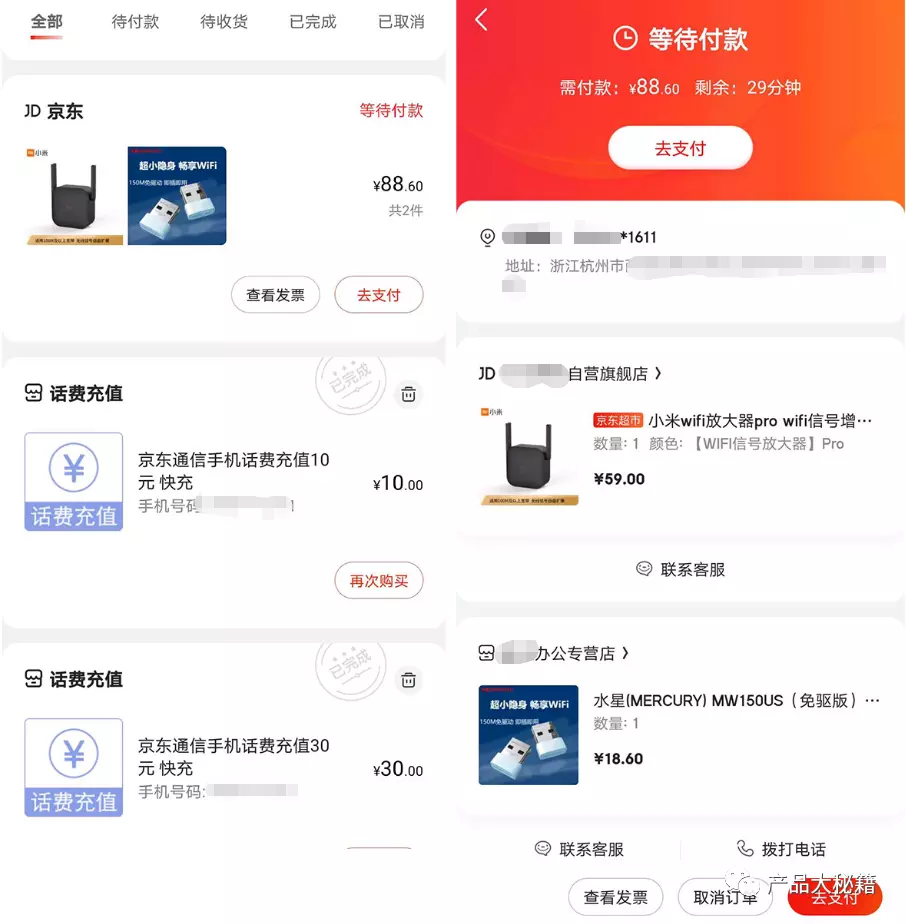 全部
待付款
待收货
已完成
已取消
JD 京东
等待付款
小米
超小隐身 畅享WiFi
150M免驱动 即插即用
¥88.60
共2件
查看发票
去支付
话费充值
已完成
¥
话费充值
京东通信手机话费充值10
元 快充
手机号码
¥10.00
再次购买
话费充值
已完成
¥
话费充值
京东通信手机话费充值30
元 快充
手机号码:
¥30.00
等待付款
需付款：¥88.60 剩余：29分钟
去支付
*1611
地址：浙江杭州市
JD 自营旗舰店
小米
京东超市 小米wifi放大器pro wifi信号增…
数量: 1 颜色: 【WIFI信号放大器】Pro
¥59.00
联系客服
办公专营店
超小隐身 畅享WiFi
150M免驱动 即插即用
水星(MERCURY) MW150US（免驱版）…
数量: 1
¥18.60
联系客服
拨打电话
查看发票
取消订单
去支付
产品大秘籍